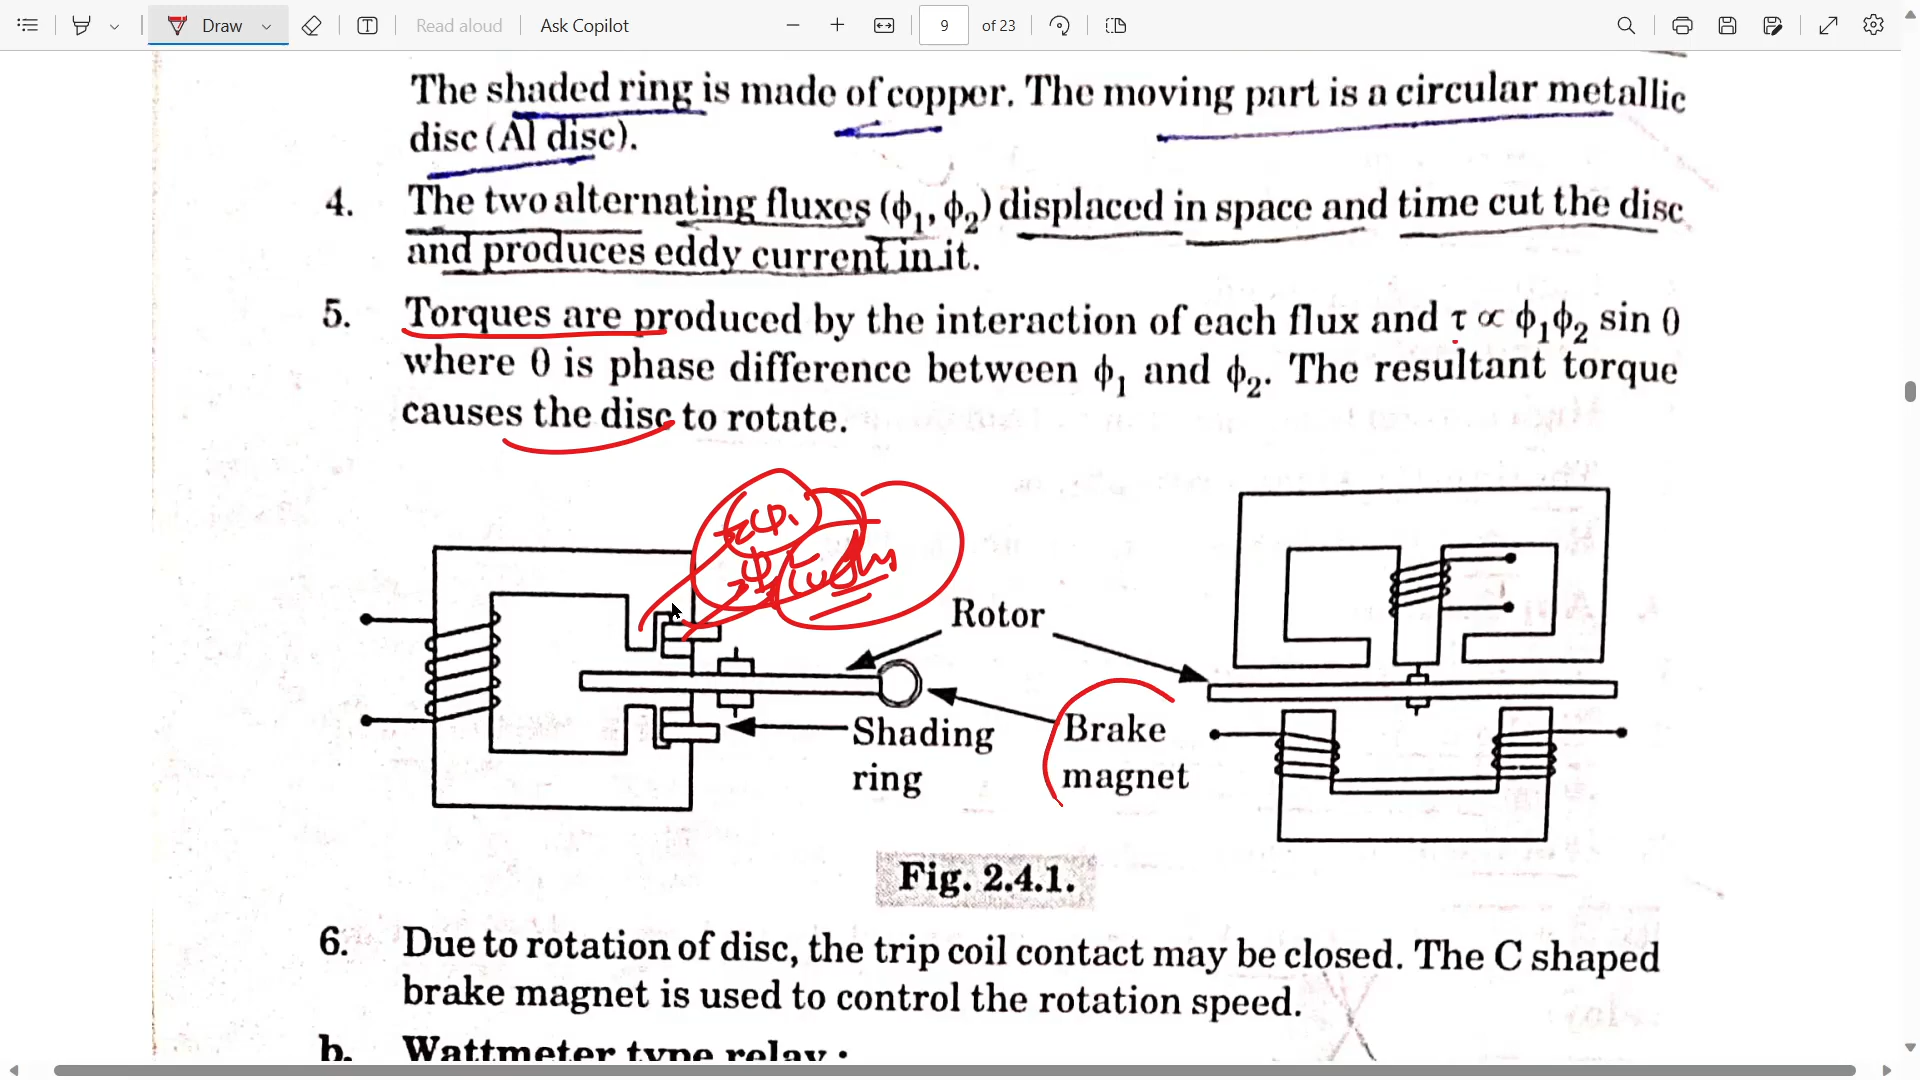 Draw
Read aloud
Ask Copilot
9
of 23
The shaded ring is made of copper. The moving part is a circular metallic
disc (Al disc).
4. The two alternating fluxes (ϕ₁, ϕ₂) displaced in space and time cut the disc
and produces eddy current in it.
5. Torques are produced by the interaction of each flux and τ ∝ ϕ₁ϕ₂ sin θ
where θ is phase difference between ϕ₁ and ϕ₂. The resultant torque
causes the disc to rotate.
Rotor
Shading
ring
Brake
magnet
Fig. 2.4.1.
6. Due to rotation of disc, the trip coil contact may be closed. The C shaped
brake magnet is used to control the rotation speed.
b. Wattmeter type relay :